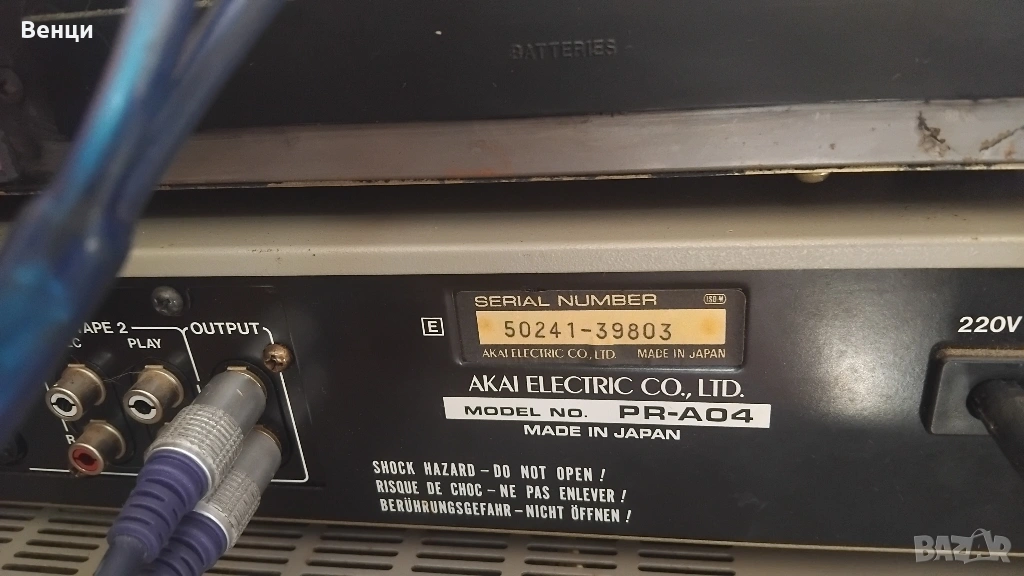 Венци
BATTERIES
TAPE 2
OUTPUT
PLAY
R
E
SERIAL NUMBER
50241-39803
AKAI ELECTRIC CO., LTD. MADE IN JAPAN
AKAI ELECTRIC CO., LTD.
MODEL NO. PR-A04
MADE IN JAPAN
220V
SHOCK HAZARD – DO NOT OPEN !
RISQUE DE CHOC – NE PAS ENLEVER !
BERÜHRUNGSGEFAHR – NICHT ÖFFNEN !
BAZAR